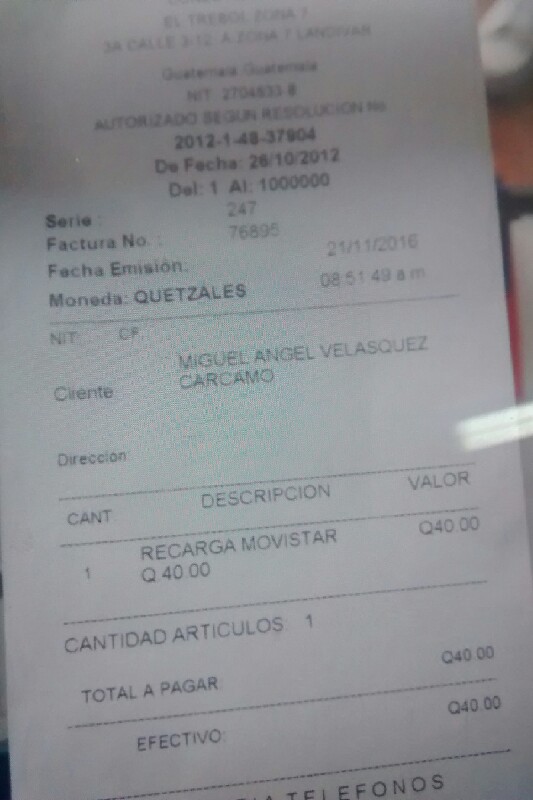 EL TREBOL ZONA 7
3A CALLE 3-12 A ZONA 7 LANDIVAR
Guatemala Guatemala
NIT 2704633-8
AUTORIZADO SEGUN RESOLUCION No
2012-1-48-37904
De Fecha: 26/10/2012
Del: 1 Al: 1000000
Serie : 247
Factura No. : 76895
Fecha Emisión: 21/11/2016
Moneda: QUETZALES 08:51:49 a m
NIT: CF
MIGUEL ANGEL VELASQUEZ
Cliente CARCAMO
Direccion
CANT DESCRIPCION VALOR
1 RECARGA MOVISTAR Q40.00
Q 40.00
CANTIDAD ARTICULOS 1
TOTAL A PAGAR Q40.00
EFECTIVO: Q40.00
TELEFONOS